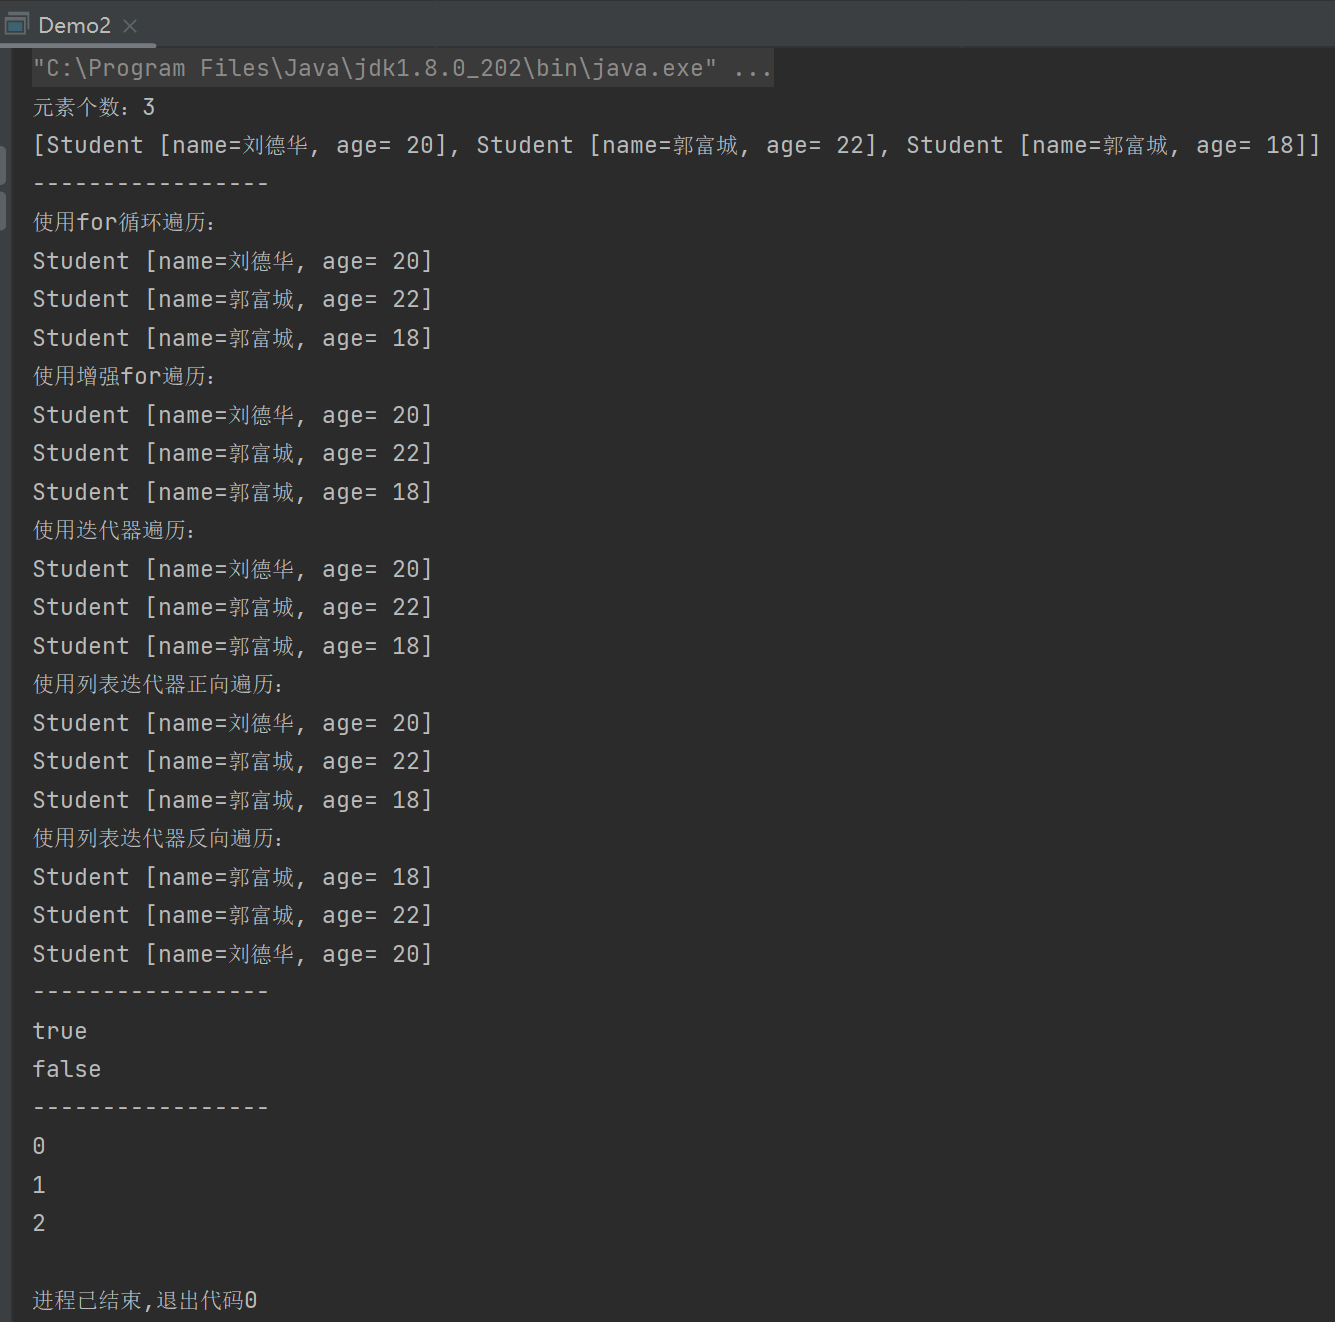 Demo2
"C:\Program Files\Java\jdk1.8.0_202\bin\java.exe" ...
元素个数：3
[Student [name=刘德华, age= 20], Student [name=郭富城, age= 22], Student [name=郭富城, age= 18]]
-----------------
使用for循环遍历：
Student [name=刘德华, age= 20]
Student [name=郭富城, age= 22]
Student [name=郭富城, age= 18]
使用增强for遍历：
Student [name=刘德华, age= 20]
Student [name=郭富城, age= 22]
Student [name=郭富城, age= 18]
使用迭代器遍历：
Student [name=刘德华, age= 20]
Student [name=郭富城, age= 22]
Student [name=郭富城, age= 18]
使用列表迭代器正向遍历：
Student [name=刘德华, age= 20]
Student [name=郭富城, age= 22]
Student [name=郭富城, age= 18]
使用列表迭代器反向遍历：
Student [name=郭富城, age= 18]
Student [name=郭富城, age= 22]
Student [name=刘德华, age= 20]
-----------------
true
false
-----------------
0
1
2
进程已结束,退出代码0